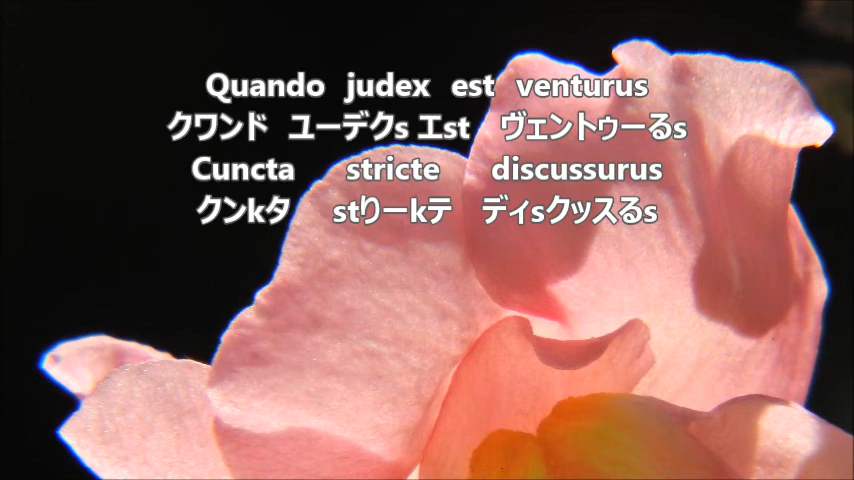 Quando judex est venturus
クワンド ユーデクs エst ヴェントゥーるs
Cuncta stricte discussurus
クンkタ stりーkテ ディsクッスるs